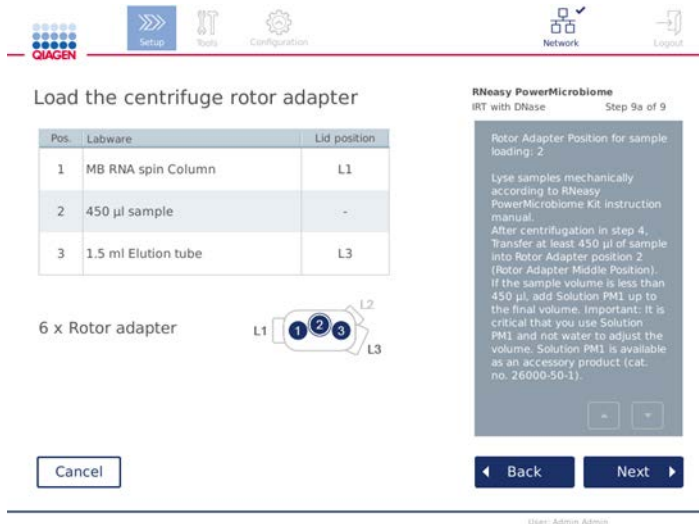 QIAGEN
Setup
Tools
Configuration
Network
Logout
Load the centrifuge rotor adapter
RNeasy PowerMicrobiome
IRT with DNase Step 9a of 9
Pos. Labware Lid position
1 MB RNA spin Column L1
2 450 µl sample -
3 1.5 ml Elution tube L3
6 x Rotor adapter
L1 1 2 3 L2
L3
Rotor Adapter Position for sample
loading: 2
Lyse samples mechanically
according to RNeasy
PowerMicrobiome Kit instruction
manual.
After centrifugation in step 4,
Transfer at least 450 µl of sample
into Rotor Adapter position 2
(Rotor Adapter Middle Position).
If the sample volume is less than
450 µl, add Solution PM1 up to
the final volume. Important: It is
critical that you use Solution
PM1 and not water to adjust the
volume. Solution PM1 is available
as an accessory product (cat.
no. 26000-50-1).
Cancel
Back
Next
User: Admin Admin